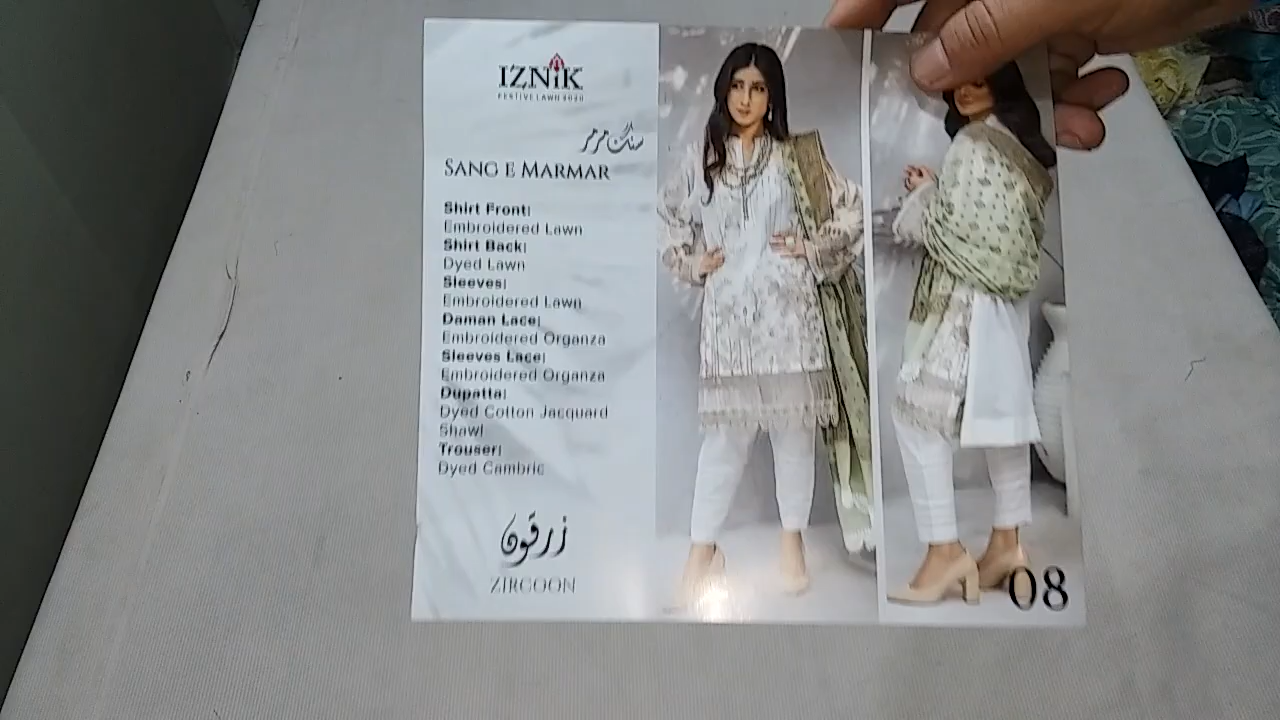 IZNIK
FESTIVE LAWN 2020
سنگ مرمر
SANG E MARMAR
Shirt Front:
Embroidered Lawn
Shirt Back:
Dyed Lawn
Sleeves:
Embroidered Lawn
Daman Lace:
Embroidered Organza
Sleeves Lace:
Embroidered Organza
Dupatta:
Dyed Cotton Jacquard
Shawl
Trouser:
Dyed Cambric
زرقون
ZIRCOON
08